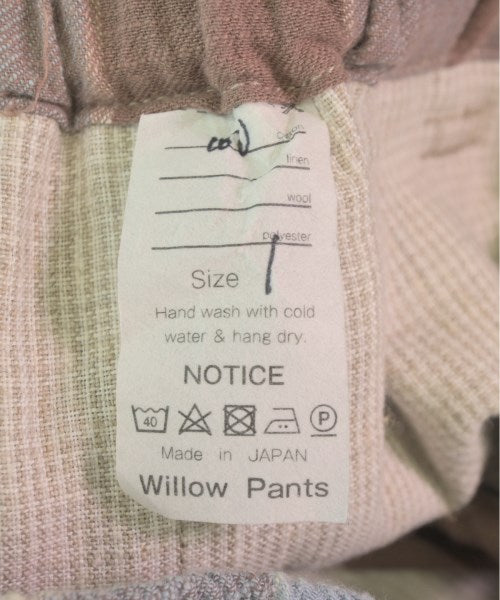 Cotton
linen
wool
polyester
Size 1
Hand wash with cold
water & hang dry.
NOTICE
40 P
Made in JAPAN
Willow Pants